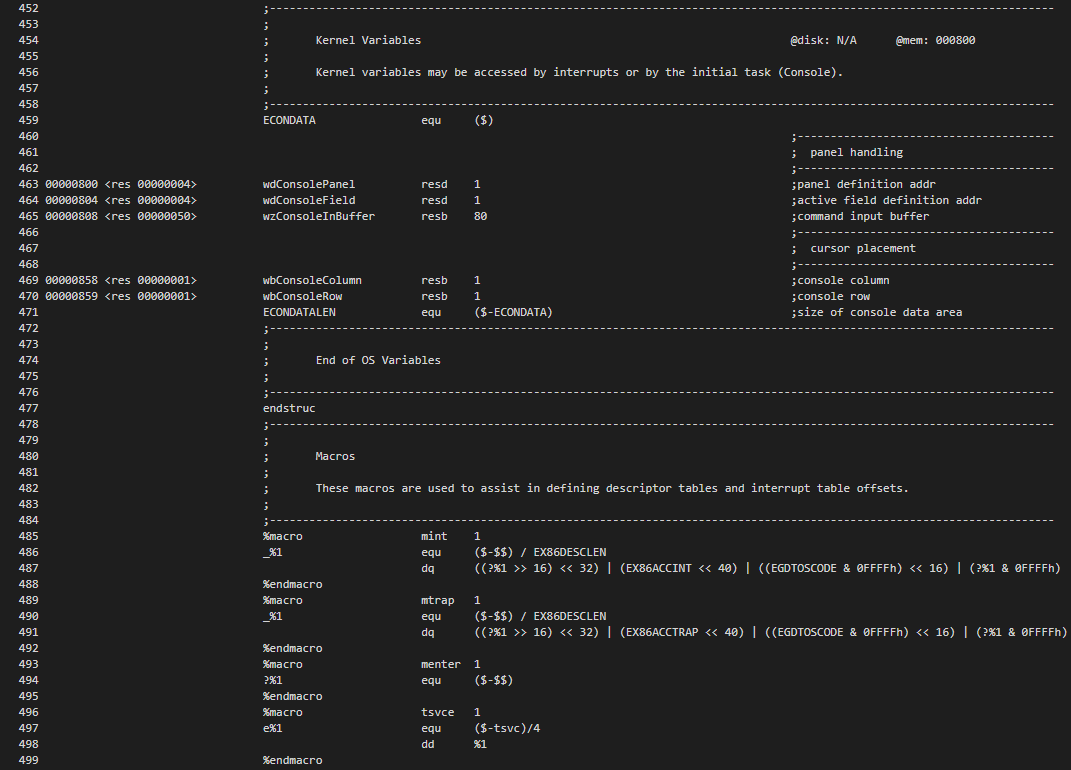 452 ;-----------------------------------------------------------------------------------------------------------------------
453 ;
454 ; Kernel Variables @disk: N/A @mem: 000800
455 ;
456 ; Kernel variables may be accessed by interrupts or by the initial task (Console).
457 ;
458 ;-----------------------------------------------------------------------------------------------------------------------
459 ECONDATA equ ($)
460 ;---------------------------------------
461 ; panel handling
462 ;---------------------------------------
463 00000800 <res 00000004> wdConsolePanel resd 1 ;panel definition addr
464 00000804 <res 00000004> wdConsoleField resd 1 ;active field definition addr
465 00000808 <res 00000050> wzConsoleInBuffer resb 80 ;command input buffer
466 ;---------------------------------------
467 ; cursor placement
468 ;---------------------------------------
469 00000858 <res 00000001> wbConsoleColumn resb 1 ;console column
470 00000859 <res 00000001> wbConsoleRow resb 1 ;console row
471 ECONDATALEN equ ($-ECONDATA) ;size of console data area
472 ;-----------------------------------------------------------------------------------------------------------------------
473 ;
474 ; End of OS Variables
475 ;
476 ;-----------------------------------------------------------------------------------------------------------------------
477 endstruc
478 ;-----------------------------------------------------------------------------------------------------------------------
479 ;
480 ; Macros
481 ;
482 ; These macros are used to assist in defining descriptor tables and interrupt table offsets.
483 ;
484 ;-----------------------------------------------------------------------------------------------------------------------
485 %macro mint 1
486 _%1 equ ($-$$) / EX86DESCLEN
487 dq ((?%1 >> 16) << 32) | (EX86ACCINT << 40) | ((EGDTOSCODE & 0FFFFh) << 16) | (?%1 & 0FFFFh)
488 %endmacro
489 %macro mtrap 1
490 _%1 equ ($-$$) / EX86DESCLEN
491 dq ((?%1 >> 16) << 32) | (EX86ACCTRAP << 40) | ((EGDTOSCODE & 0FFFFh) << 16) | (?%1 & 0FFFFh)
492 %endmacro
493 %macro menter 1
494 ?%1 equ ($-$$)
495 %endmacro
496 %macro tsvce 1
497 e%1 equ ($-tsvc)/4
498 dd %1
499 %endmacro